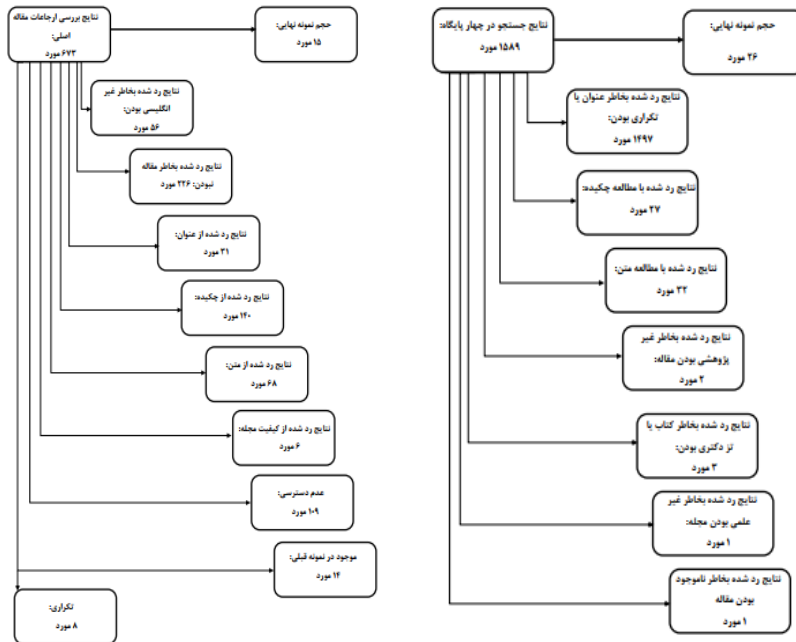 نتایج بررسی ارجاعات مقاله
اصلی:
۶۷۳ مورد
حجم نمونه نهایی:
۱۵ مورد
نتایج رد شده بخاطر غیر
انگلیسی بودن:
۵۶ مورد
نتایج رد شده بخاطر مقاله
نبودن: ۲۲۶ مورد
نتایج رد شده از عنوان:
۳۱ مورد
نتایج رد شده از چکیده:
۱۴۰ مورد
نتایج رد شده از متن:
۶۸ مورد
نتایج رد شده از کیفیت مجله:
۶ مورد
عدم دسترسی:
۱۰۹ مورد
موجود در نمونه قبلی:
۱۴ مورد
تکراری:
۸ مورد
نتایج جستجو در چهار پایگاه:
۱۵۸۹ مورد
حجم نمونه نهایی:
۲۶ مورد
نتایج رد شده بخاطر عنوان یا
تکراری بودن:
۱۴۹۷ مورد
نتایج رد شده با مطالعه چکیده:
۲۷ مورد
نتایج رد شده با مطالعه متن:
۳۲ مورد
نتایج رد شده بخاطر غیر
پژوهشی بودن مقاله:
۲ مورد
نتایج رد شده بخاطر کتاب یا
تز دکتری بودن:
۳ مورد
نتایج رد شده بخاطر غیر
علمی بودن مجله:
۱ مورد
نتایج رد شده بخاطر ناموجود
بودن مقاله
۱ مورد